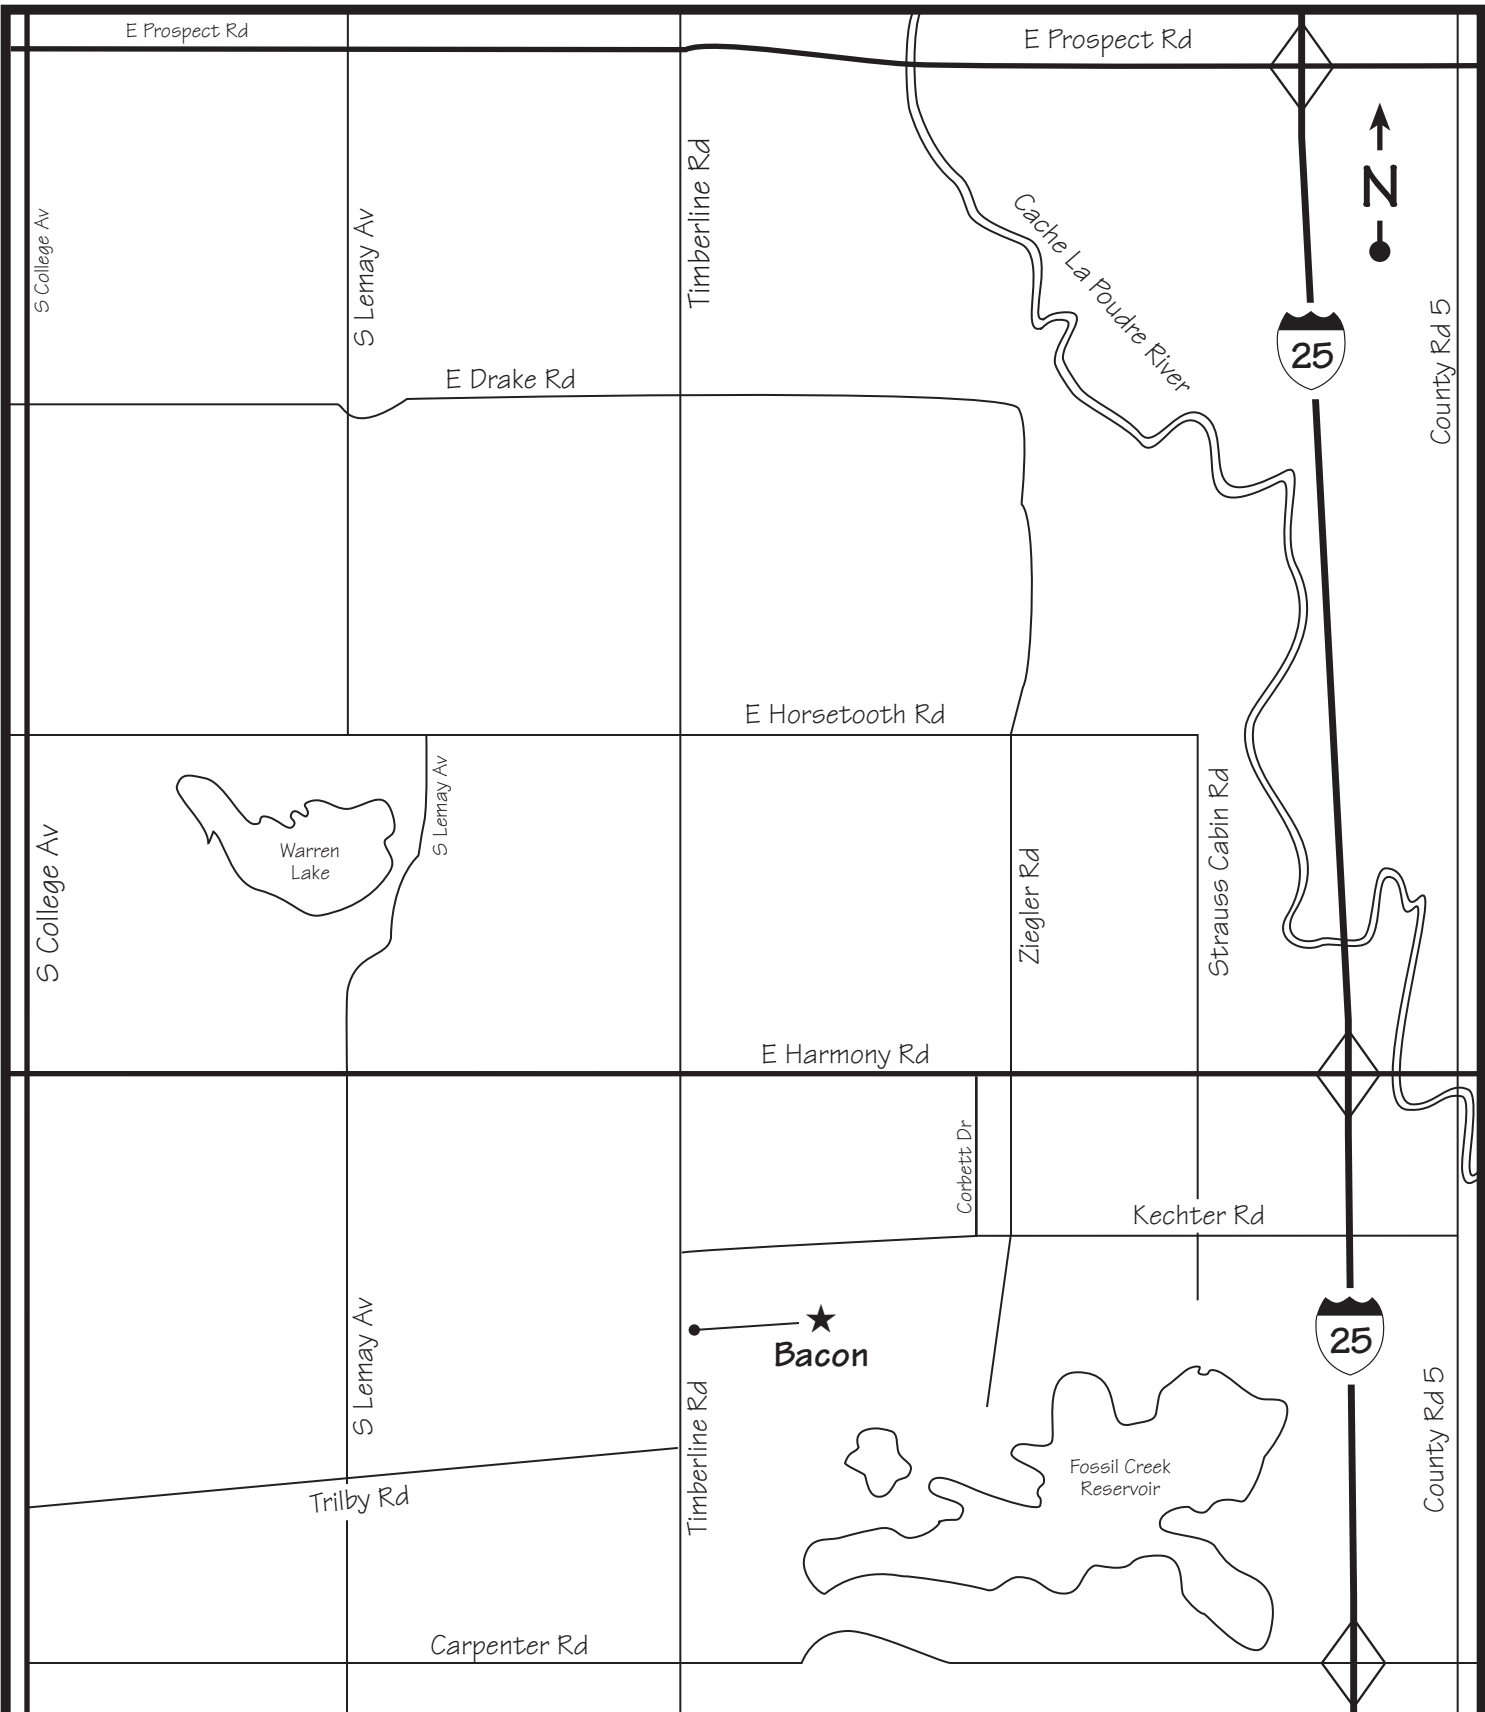 E Prospect Rd
E Prospect Rd
S College Av
S Lemay Av
Timberline Rd
Cache La Poudre River
N
25
County Rd 5
E Drake Rd
E Horsetooth Rd
S Lemay Av
Warren
Lake
S College Av
Ziegler Rd
Strauss Cabin Rd
E Harmony Rd
Corbett Dr
Kechter Rd
S Lemay Av
Bacon
25
Timberline Rd
County Rd 5
Fossil Creek
Reservoir
Trilby Rd
Carpenter Rd